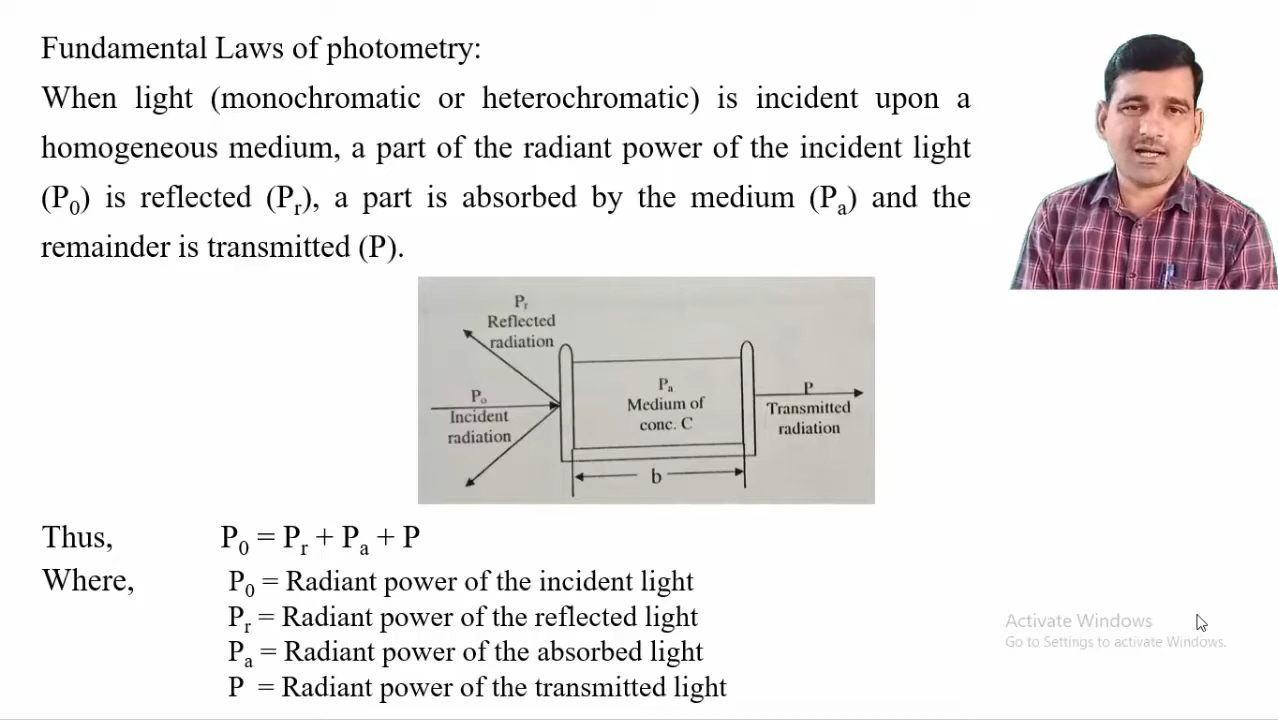 Fundamental Laws of photometry:
When light (monochromatic or heterochromatic) is incident upon a
homogeneous medium, a part of the radiant power of the incident light
(P₀) is reflected (Pᵣ), a part is absorbed by the medium (Pₐ) and the
remainder is transmitted (P).
Pᵣ
Reflected
radiation
Pₒ
Incident
radiation
Pₐ
Medium of
conc. C
P
Transmitted
radiation
b
Thus, P₀ = Pᵣ + Pₐ + P
Where, P₀ = Radiant power of the incident light
Pᵣ = Radiant power of the reflected light
Pₐ = Radiant power of the absorbed light
P = Radiant power of the transmitted light
Activate Windows
Go to Settings to activate Windows.